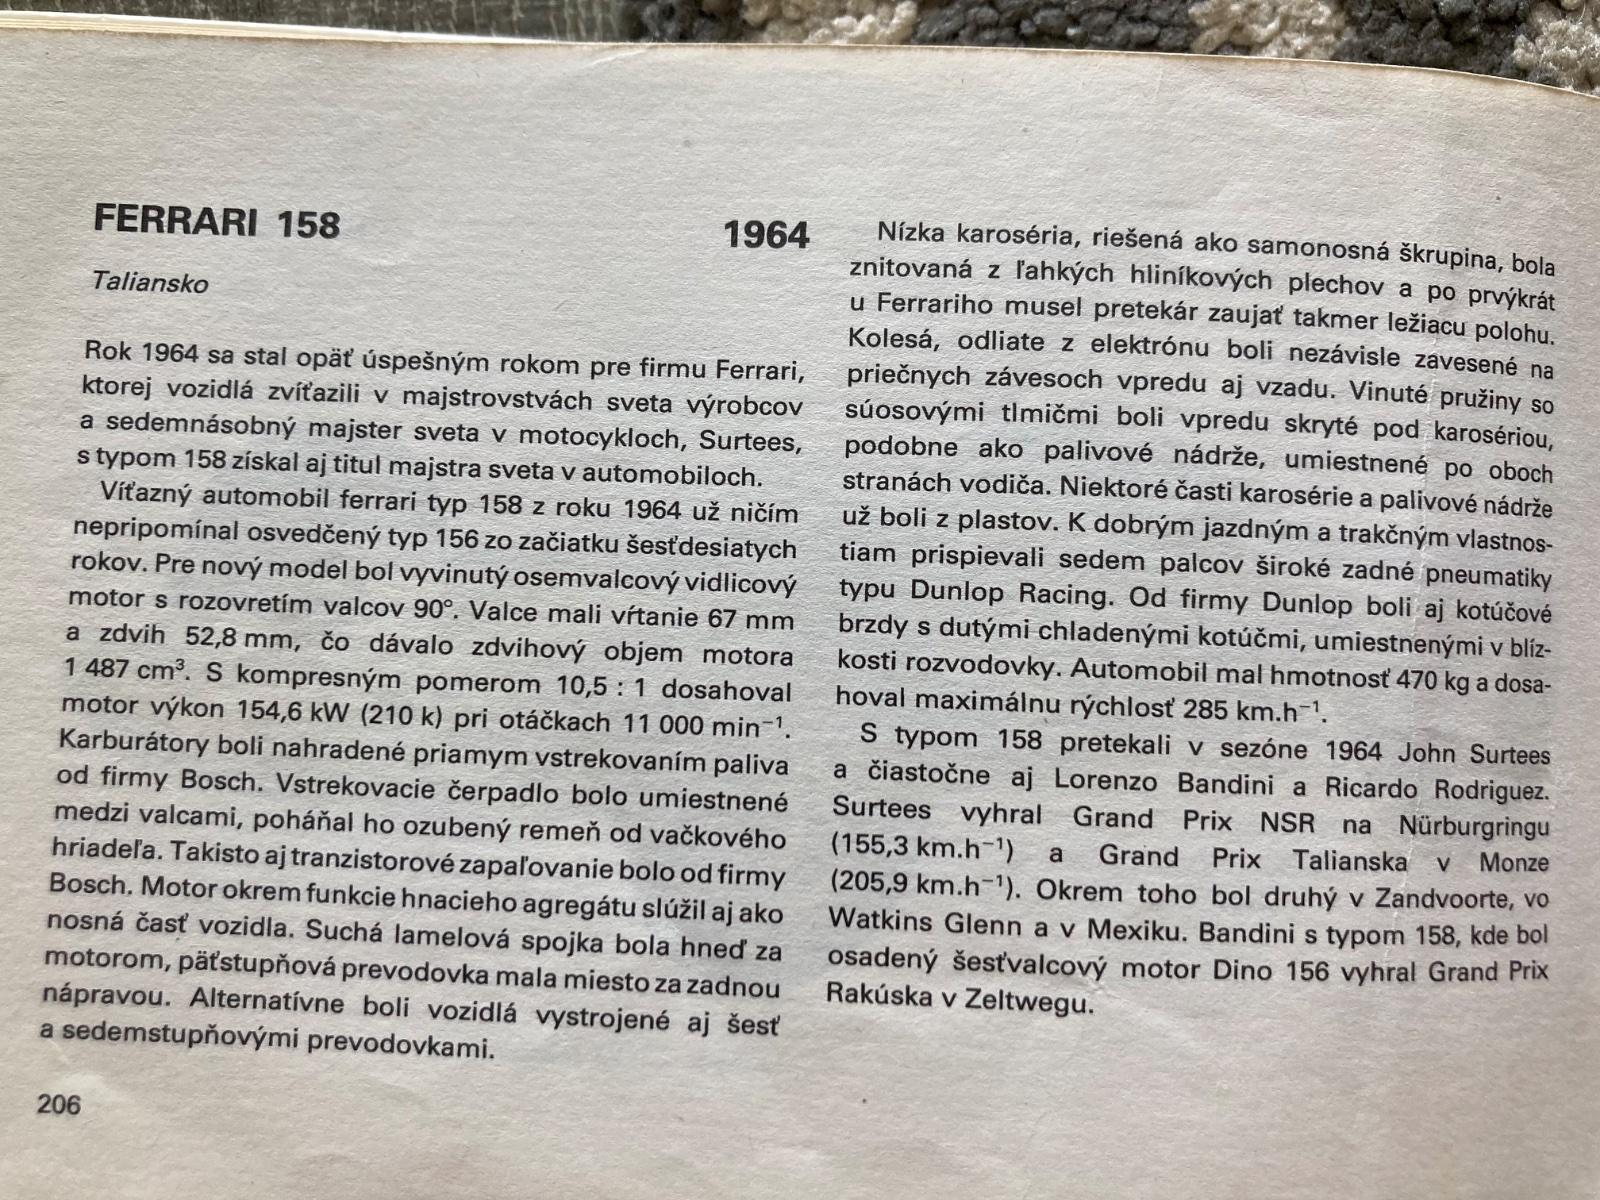 FERRARI 158
1964
Taliansko
Rok 1964 sa stal opäť úspešným rokom pre firmu Ferrari,
ktorej vozidlá zvíťazili v majstrovstvách sveta výrobcov
a sedemnásobný majster sveta v motocykloch, Surtees,
s typom 158 získal aj titul majstra sveta v automobiloch.
Víťazný automobil ferrari typ 158 z roku 1964 už ničím
nepripomínal osvedčený typ 156 zo začiatku šesťdesiatych
rokov. Pre nový model bol vyvinutý osemvalcový vidlicový
motor s rozovretím valcov 90°. Valce mali vŕtanie 67 mm
a zdvih 52,8 mm, čo dávalo zdvihový objem motora
1 487 cm³. S kompresným pomerom 10,5 : 1 dosahoval
motor výkon 154,6 kW (210 k) pri otáčkach 11 000 min⁻¹.
Karburátory boli nahradené priamym vstrekovaním paliva
od firmy Bosch. Vstrekovacie čerpadlo bolo umiestnené
medzi valcami, poháňal ho ozubený remeň od vačkového
hriadeľa. Takisto aj tranzistorové zapaľovanie bolo od firmy
Bosch. Motor okrem funkcie hnacieho agregátu slúžil aj ako
nosná časť vozidla. Suchá lamelová spojka bola hneď za
motorom, päťstupňová prevodovka mala miesto za zadnou
nápravou. Alternatívne boli vozidlá vystrojené aj šesť
a sedemstupňovými prevodovkami.
206
Nízka karoséria, riešená ako samonosná škrupina, bola
znitovaná z ľahkých hliníkových plechov a po prvýkrát
u Ferrariho musel pretekár zaujať takmer ležiacu polohu.
Kolesá, odliate z elektrónu boli nezávisle zavesené na
priečnych závesoch vpredu aj vzadu. Vinuté pružiny so
súosovými tlmičmi boli vpredu skryté pod karosériou,
podobne ako palivové nádrže, umiestnené po oboch
stranách vodiča. Niektoré časti karosérie a palivové nádrže
už boli z plastov. K dobrým jazdným a trakčným vlastnos-
tiam prispievali sedem palcov široké zadné pneumatiky
typu Dunlop Racing. Od firmy Dunlop boli aj kotúčové
brzdy s dutými chladenými kotúčmi, umiestnenými v blíz-
kosti rozvodovky. Automobil mal hmotnosť 470 kg a dosa-
hoval maximálnu rýchlosť 285 km.h⁻¹.
S typom 158 pretekali v sezóne 1964 John Surtees
a čiastočne aj Lorenzo Bandini a Ricardo Rodriguez.
Surtees vyhral Grand Prix NSR na Nürburgringu
(155,3 km.h⁻¹) a Grand Prix Talianska v Monze
(205,9 km.h⁻¹). Okrem toho bol druhý v Zandvoorte, vo
Watkins Glenn a v Mexiku. Bandini s typom 158, kde bol
osadený šesťvalcový motor Dino 156 vyhral Grand Prix
Rakúska v Zeltwegu.